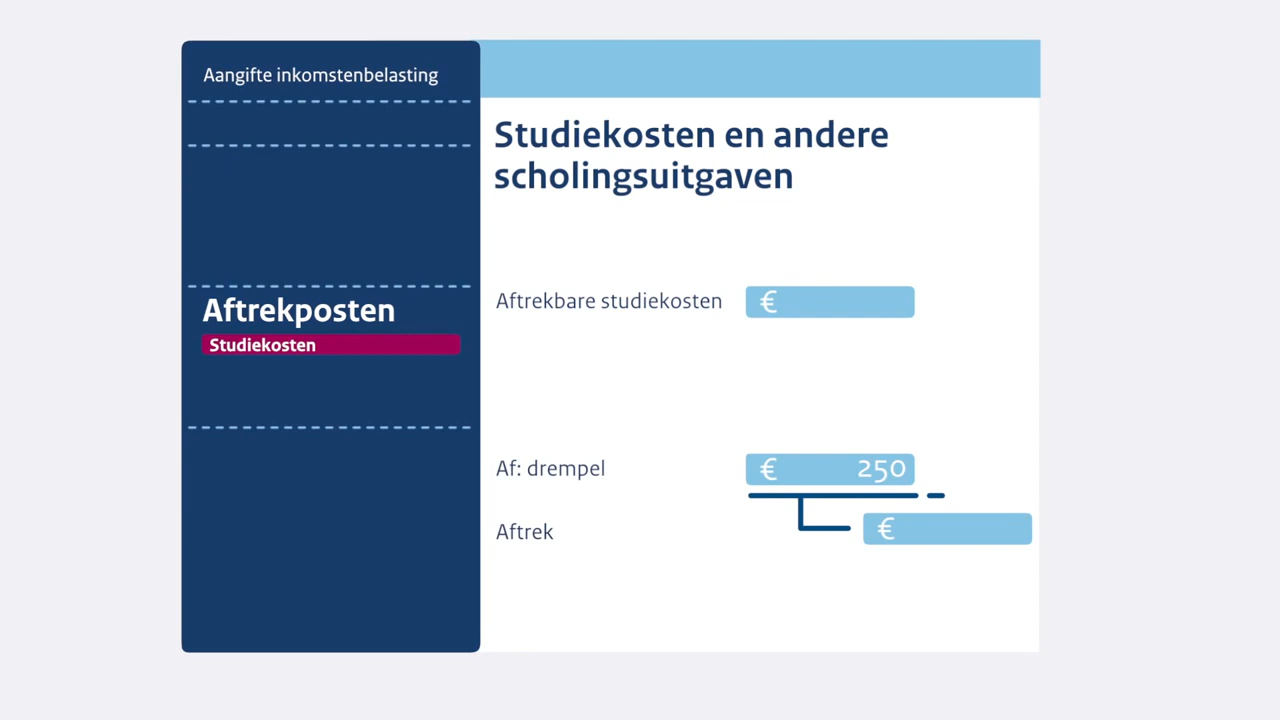 Aangifte inkomstenbelasting
Aftrekposten
Studiekosten
Studiekosten en andere
scholingsuitgaven
Aftrekbare studiekosten €
Af: drempel € 250
Aftrek €